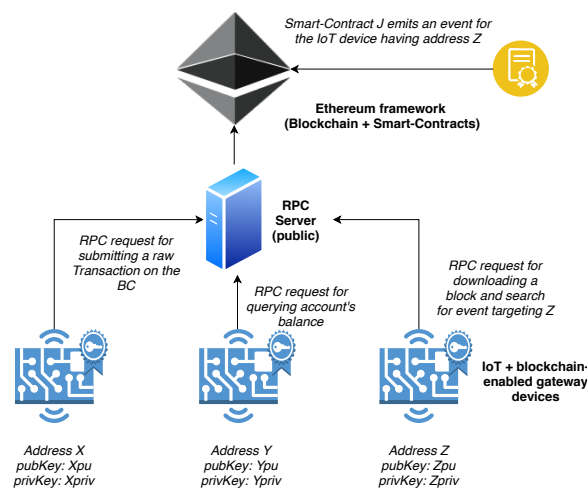 Smart-Contract J emits an event for
the IoT device having address Z
Ethereum framework
(Blockchain + Smart-Contracts)
RPC
Server
(public)
RPC request for
submitting a raw
Transaction on the
BC
RPC request for
querying account's
balance
RPC request for
downloading a
block and search
for event targeting Z
IoT + blockchain-
enabled gateway
devices
Address X
pubKey: Xpu
privKey: Xpriv
Address Y
pubKey: Ypu
privKey: Ypriv
Address Z
pubKey: Zpu
privKey: Zpriv